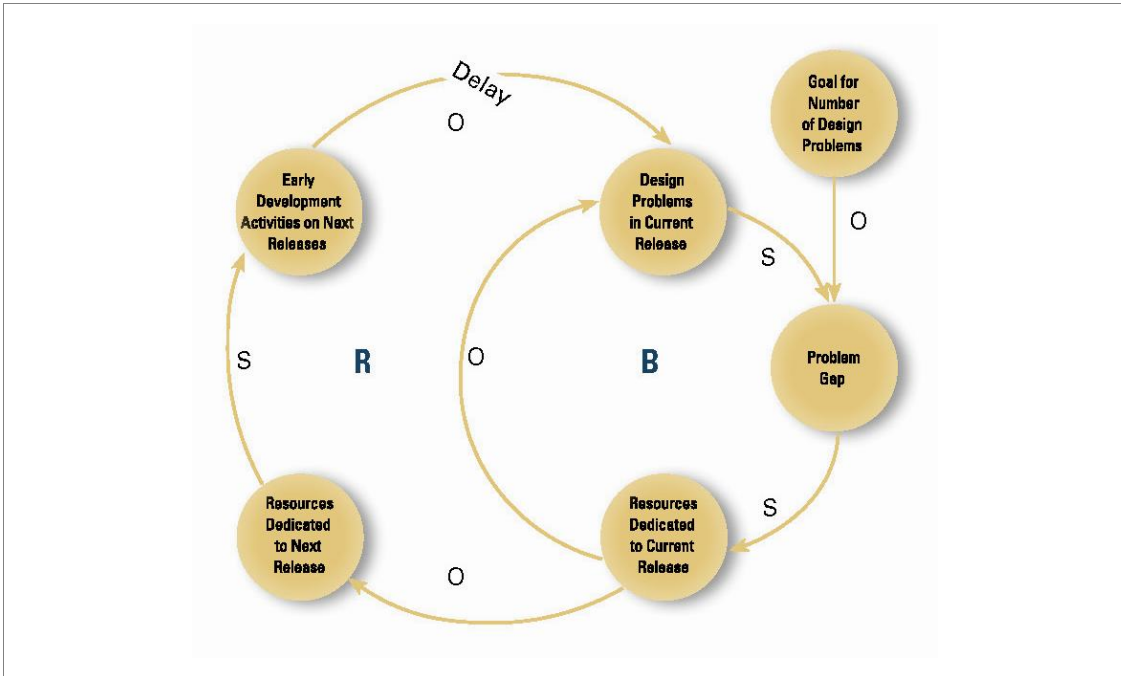 Delay
O
Goal for
Number
of Design
Problems
Early
Development
Activities on Next
Releases
Design
Problems
in Current
Release
O
S
S
R
O
B
Problem
Gap
Resources
Dedicated
to Next
Release
O
Resources
Dedicated
to Current
Release
S